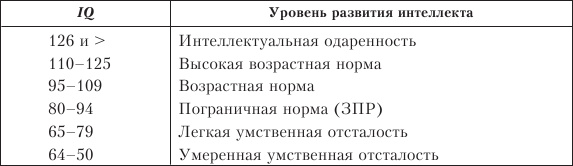 IQ Уровень развития интеллекта
126 и > Интеллектуальная одаренность
110–125 Высокая возрастная норма
95–109 Возрастная норма
80–94 Пограничная норма (ЗПР)
65–79 Легкая умственная отсталость
64–50 Умеренная умственная отсталость